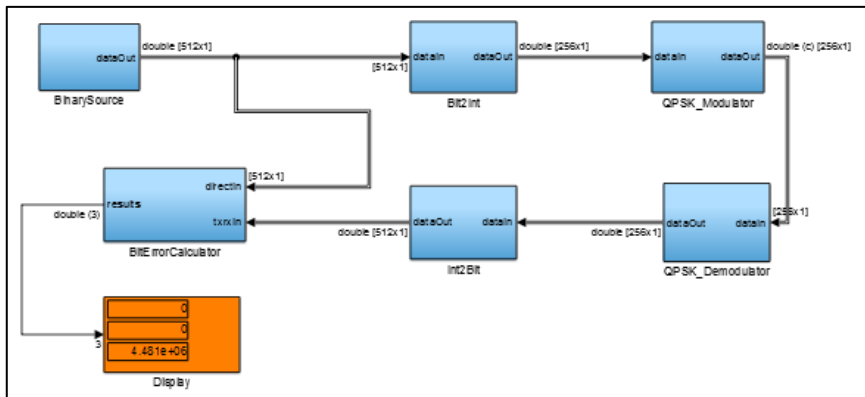 double [512x1]
dataOut
BinarySource
[512x1]
dataIn
dataOut
Bit2Int
double [256x1]
dataIn
dataOut
QPSK_Modulator
double (c) [256x1]
[512x1]
directIn
results
txrxIn
double (3)
BitErrorCalculator
dataOut
dataIn
double [512x1]
Int2Bit
[256x1]
dataOut
dataIn
double [256x1]
QPSK_Demodulator
0
0
4.481e+06
3
Display